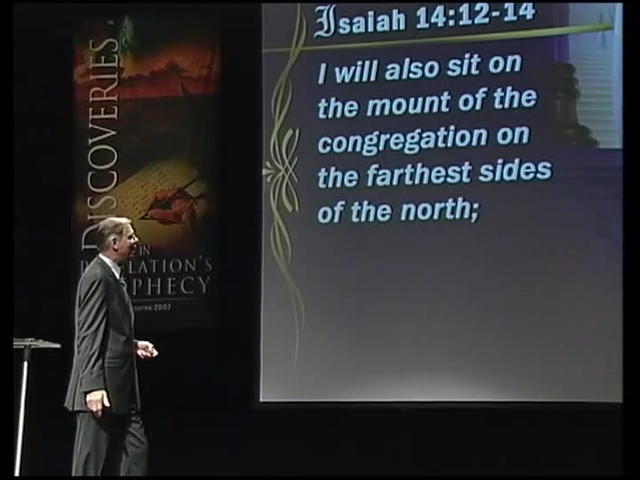 Isaiah 14:12-14
I will also sit on
the mount of the
congregation on
the farthest sides
of the north;
DISCOVERIES
IN
2007